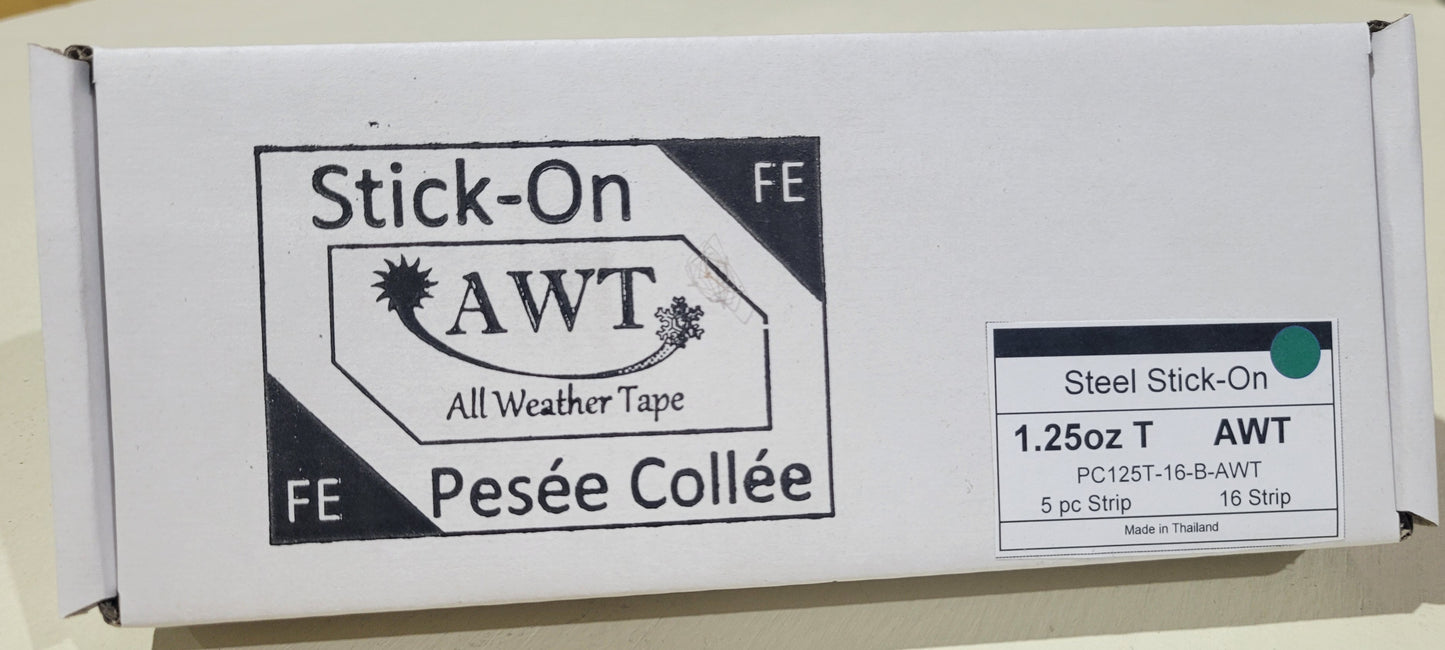 Stick-On
FE
AWT
All Weather Tape
FE
Pesée Collée
Steel Stick-On
1.25oz T AWT
PC125T-16-B-AWT
5 pc Strip 16 Strip
Made in Thailand